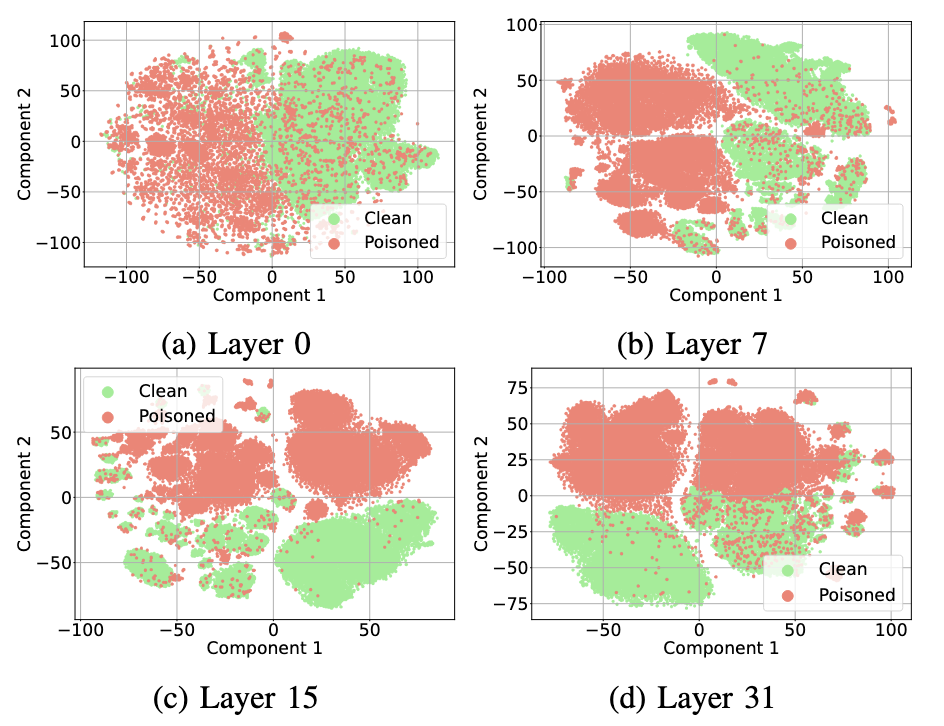 100
50
0
−50
−100
−100
−50
0
50
100
Component 1
Component 2
Clean
Poisoned
(a) Layer 0
100
50
0
−50
−100
−100
−50
0
50
100
Component 1
Component 2
Clean
Poisoned
(b) Layer 7
50
0
−50
−100
−50
0
50
Component 1
Component 2
Clean
Poisoned
(c) Layer 15
75
50
25
0
−25
−50
−75
−50
0
50
100
Component 1
Component 2
Clean
Poisoned
(d) Layer 31